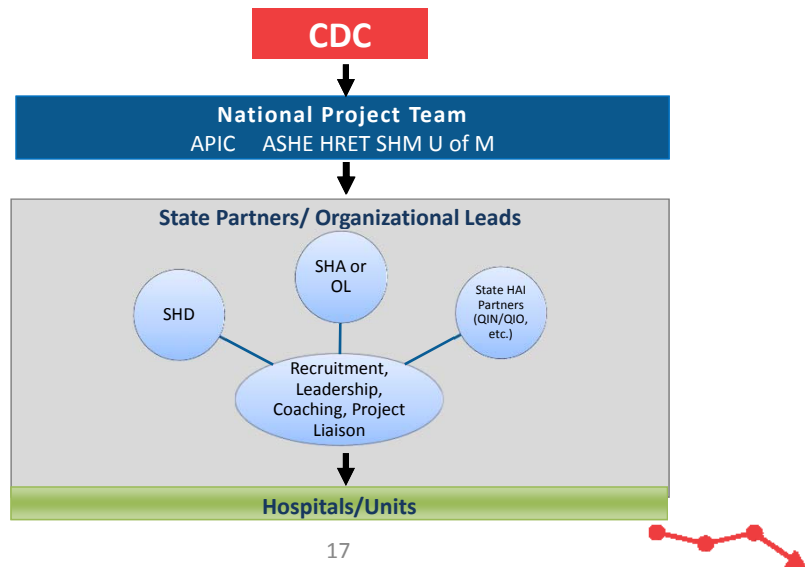 CDC
National Project Team
APIC ASHE HRET SHM U of M
State Partners/ Organizational Leads
SHD
SHA or
OL
State HAI
Partners
(QIN/QIO,
etc.)
Recruitment,
Leadership,
Coaching, Project
Liaison
Hospitals/Units
17